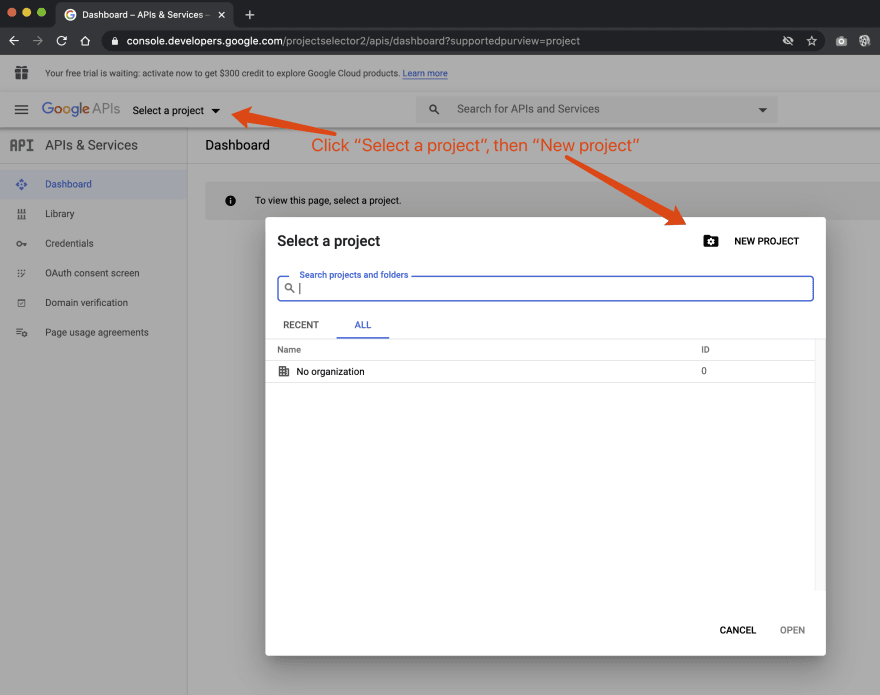 Dashboard – APIs & Services –
console.developers.google.com/projectselector2/apis/dashboard?supportedpurview=project
Your free trial is waiting: activate now to get $300 credit to explore Google Cloud products. Learn more
Google APIs
Select a project
Search for APIs and Services
API APIs & Services
Dashboard
Click “Select a project”, then “New project”
Dashboard
Library
Credentials
OAuth consent screen
Domain verification
Page usage agreements
To view this page, select a project.
Select a project
NEW PROJECT
Search projects and folders
RECENT
ALL
Name
ID
No organization
0
CANCEL
OPEN